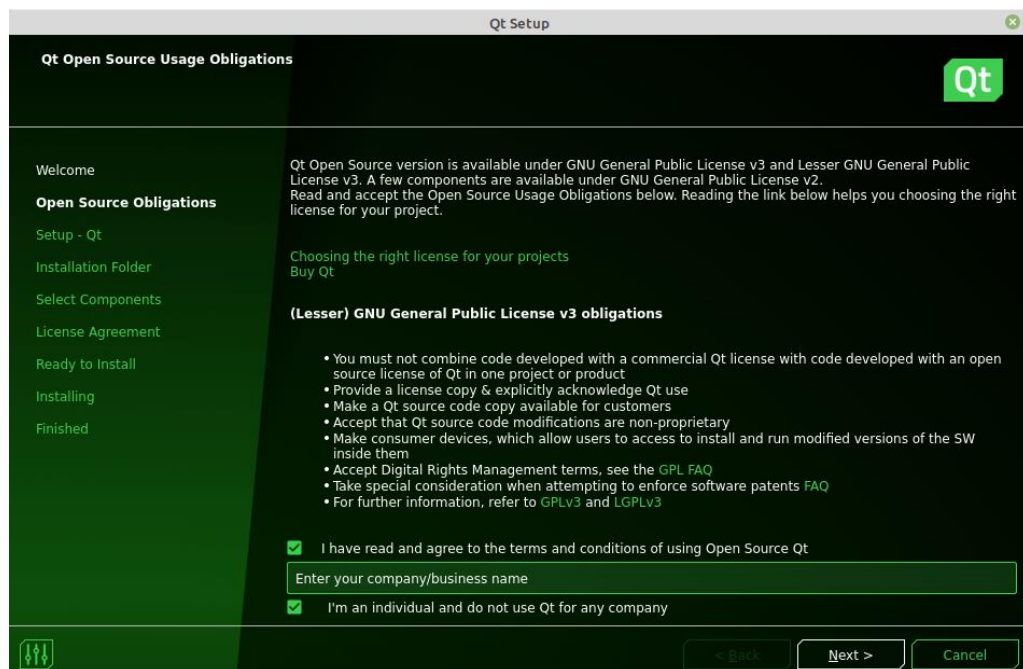 Qt Setup
Qt Open Source Usage Obligations
Qt
Welcome
Open Source Obligations
Setup - Qt
Installation Folder
Select Components
License Agreement
Ready to Install
Installing
Finished
Qt Open Source version is available under GNU General Public License v3 and Lesser GNU General Public
License v3. A few components are available under GNU General Public License v2.
Read and accept the Open Source Usage Obligations below. Reading the link below helps you choosing the right
license for your project.
Choosing the right license for your projects
Buy Qt
(Lesser) GNU General Public License v3 obligations
• You must not combine code developed with a commercial Qt license with code developed with an open
source license of Qt in one project or product
• Provide a license copy & explicitly acknowledge Qt use
• Make a Qt source code copy available for customers
• Accept that Qt source code modifications are non-proprietary
• Make consumer devices, which allow users to access to install and run modified versions of the SW
inside them
• Accept Digital Rights Management terms, see the GPL FAQ
• Take special consideration when attempting to enforce software patents FAQ
• For further information, refer to GPLv3 and LGPLv3
I have read and agree to the terms and conditions of using Open Source Qt
Enter your company/business name
I'm an individual and do not use Qt for any company
< Back
Next >
Cancel